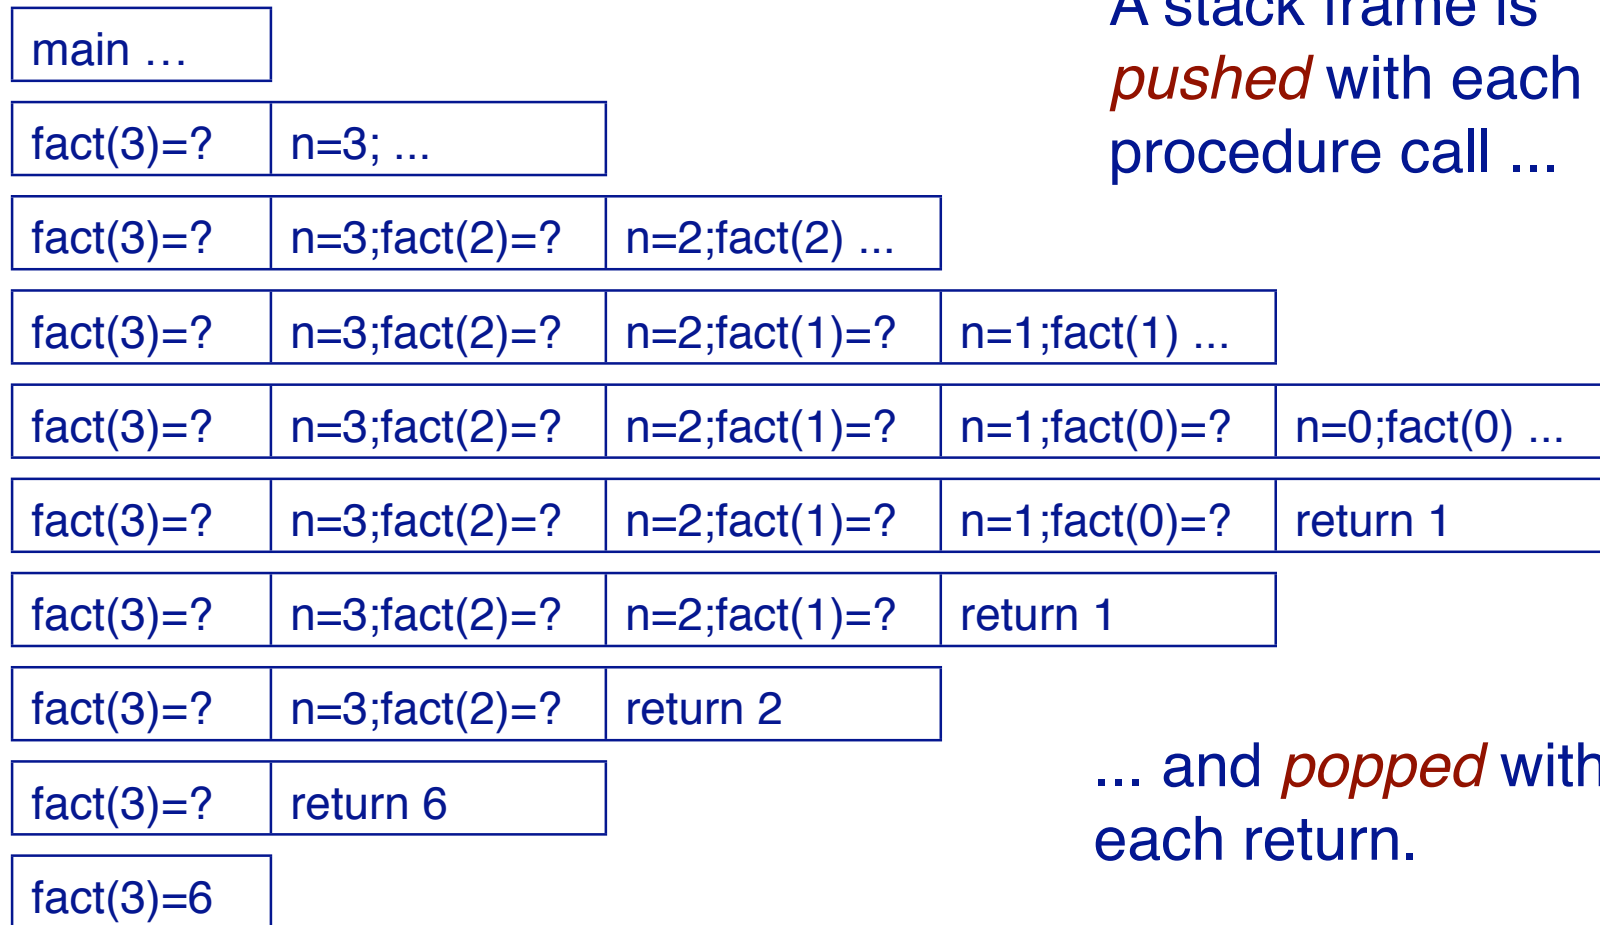 A stack frame is
pushed with each
procedure call ...
main …
fact(3)=? n=3; ...
fact(3)=? n=3;fact(2)=? n=2;fact(2) ...
fact(3)=? n=3;fact(2)=? n=2;fact(1)=? n=1;fact(1) ...
fact(3)=? n=3;fact(2)=? n=2;fact(1)=? n=1;fact(0)=? n=0;fact(0) ...
fact(3)=? n=3;fact(2)=? n=2;fact(1)=? n=1;fact(0)=? return 1
fact(3)=? n=3;fact(2)=? n=2;fact(1)=? return 1
fact(3)=? n=3;fact(2)=? return 2
fact(3)=? return 6
fact(3)=6
... and popped with
each return.